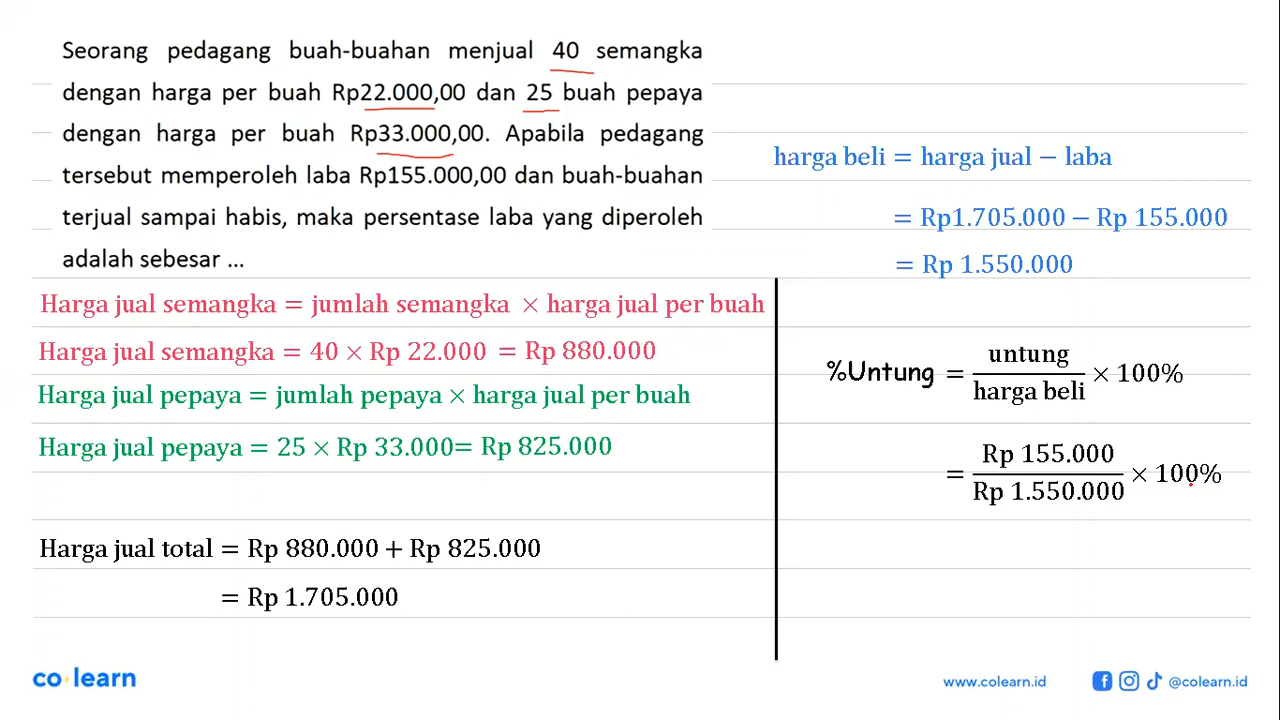 Seorang pedagang buah-buahan menjual 40 semangka
dengan harga per buah Rp22.000,00 dan 25 buah pepaya
dengan harga per buah Rp33.000,00. Apabila pedagang
tersebut memperoleh laba Rp155.000,00 dan buah-buahan
terjual sampai habis, maka persentase laba yang diperoleh
adalah sebesar ...
Harga jual semangka = jumlah semangka × harga jual per buah
Harga jual semangka = 40 × Rp 22.000 = Rp 880.000
Harga jual pepaya = jumlah pepaya × harga jual per buah
Harga jual pepaya = 25 × Rp 33.000= Rp 825.000
Harga jual total = Rp 880.000 + Rp 825.000
= Rp 1.705.000
harga beli = harga jual − laba
= Rp1.705.000 − Rp 155.000
= Rp 1.550.000
%Untung = untung / harga beli × 100%
= Rp 155.000 / Rp 1.550.000 × 100%
co·learn
www.colearn.id
@colearn.id